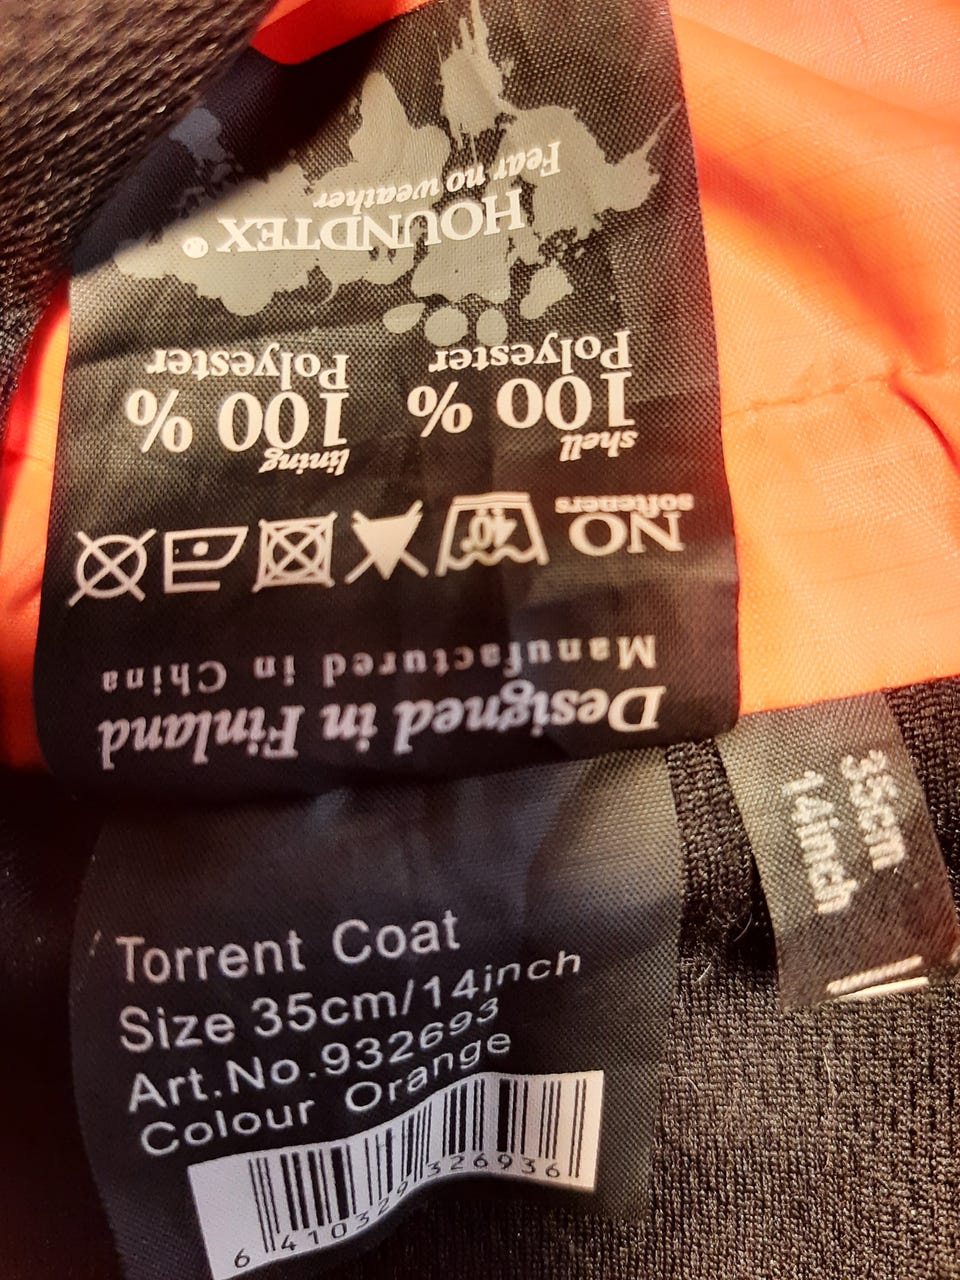 Designed in Finland
Manufactured in China
NO
softeners
40°
shell
100 %
Polyester
lining
100 %
Polyester
HOUNDTEX®
Fear no weather
Torrent Coat
Size 35cm/14inch
Art.No.932693
Colour Orange
6 410329 326936
35cm
14inch